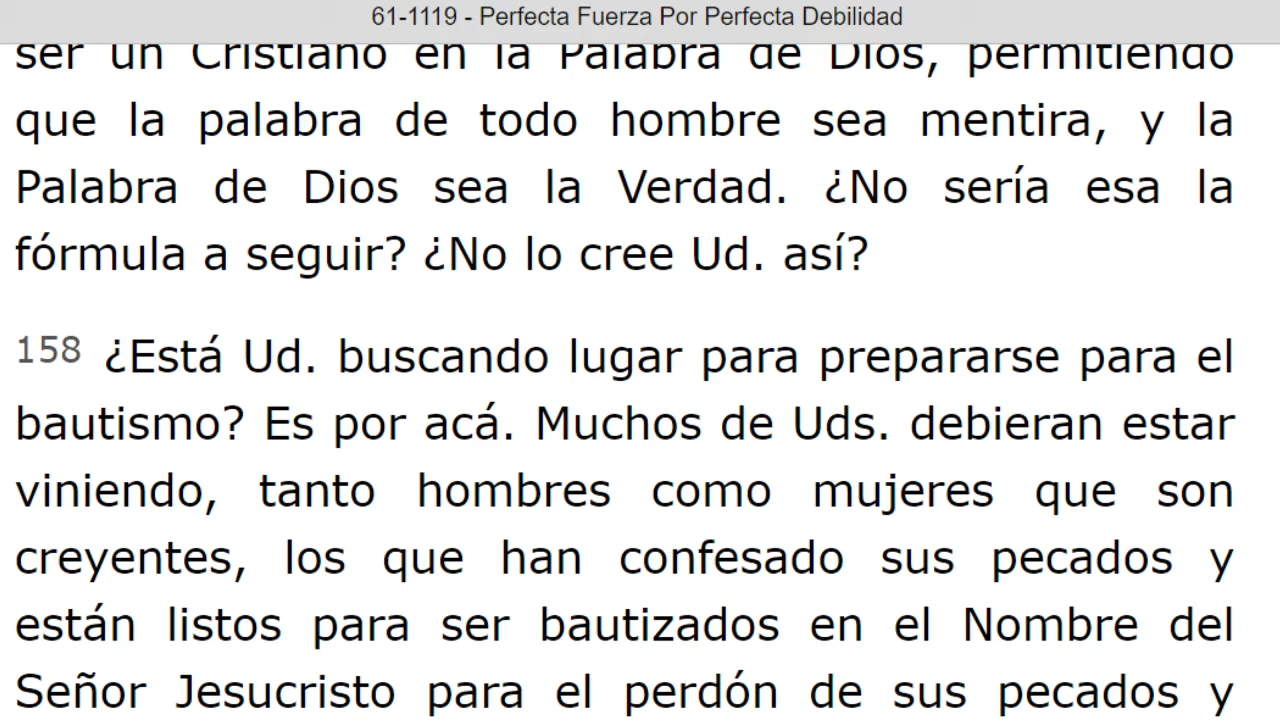 61-1119 - Perfecta Fuerza Por Perfecta Debilidad
ser un Cristiano en la Palabra de Dios, permitiendo
que la palabra de todo hombre sea mentira, y la
Palabra de Dios sea la Verdad. ¿No sería esa la
fórmula a seguir? ¿No lo cree Ud. así?
158 ¿Está Ud. buscando lugar para prepararse para el
bautismo? Es por acá. Muchos de Uds. debieran estar
viniendo, tanto hombres como mujeres que son
creyentes, los que han confesado sus pecados y
están listos para ser bautizados en el Nombre del
Señor Jesucristo para el perdón de sus pecados y